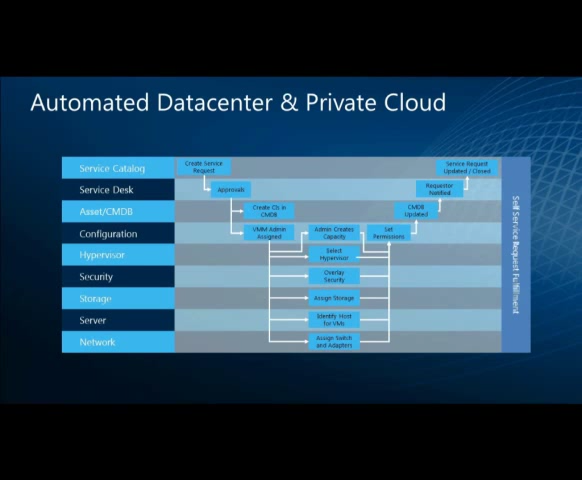 Automated Datacenter & Private Cloud
Service Catalog
Create Service
Request
Service Request
Updated / Closed
Service Desk
Approvals
Requestor
Notified
Asset/CMDB
Create CIs in
CMDB
CMDB
Updated
Configuration
VMM Admin
Assigned
Admin Creates
Capacity
Set
Permissions
Hypervisor
Select
Hypervisor
Security
Overlay
Security
Storage
Assign Storage
Server
Identify Host
for VMs
Network
Assign Switch
and Adapters
Self Service Request Fulfillment